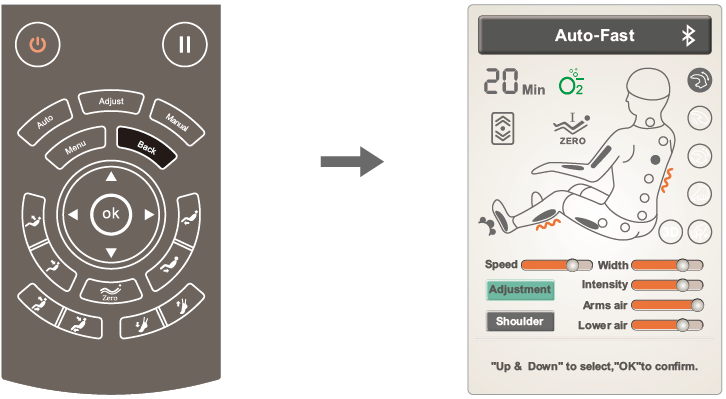 Auto
Adjust
Manual
Menu
Back
ok
Zero
Auto-Fast
20 Min
O2
I
ZERO
Speed
Width
Adjustment
Intensity
Arms air
Shoulder
Lower air
"Up & Down" to select,"OK"to confirm.